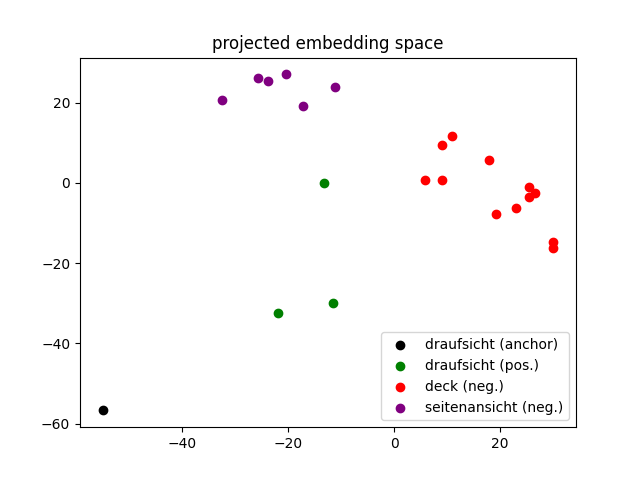 projected embedding space
20
0
−20
−40
−60
−40
−20
0
20
draufsicht (anchor)
draufsicht (pos.)
deck (neg.)
seitenansicht (neg.)